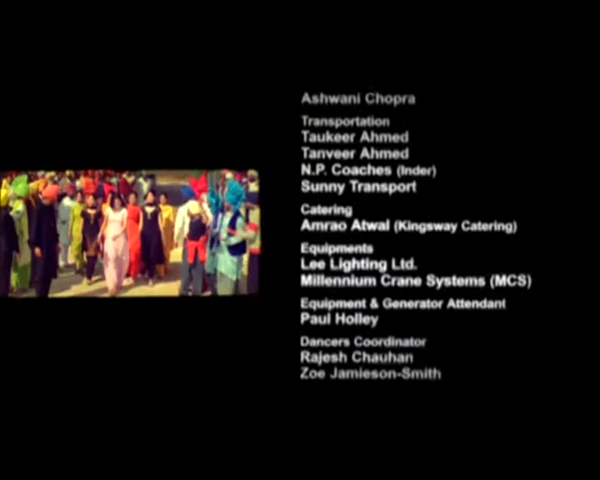 Ashwani Chopra
Transportation
Taukeer Ahmed
Tanveer Ahmed
N.P. Coaches (Inder)
Sunny Transport
Catering
Amrao Atwal (Kingsway Catering)
Equipments
Lee Lighting Ltd.
Millennium Crane Systems (MCS)
Equipment & Generator Attendant
Paul Holley
Dancers Coordinator
Rajesh Chauhan
Zoe Jamieson-Smith